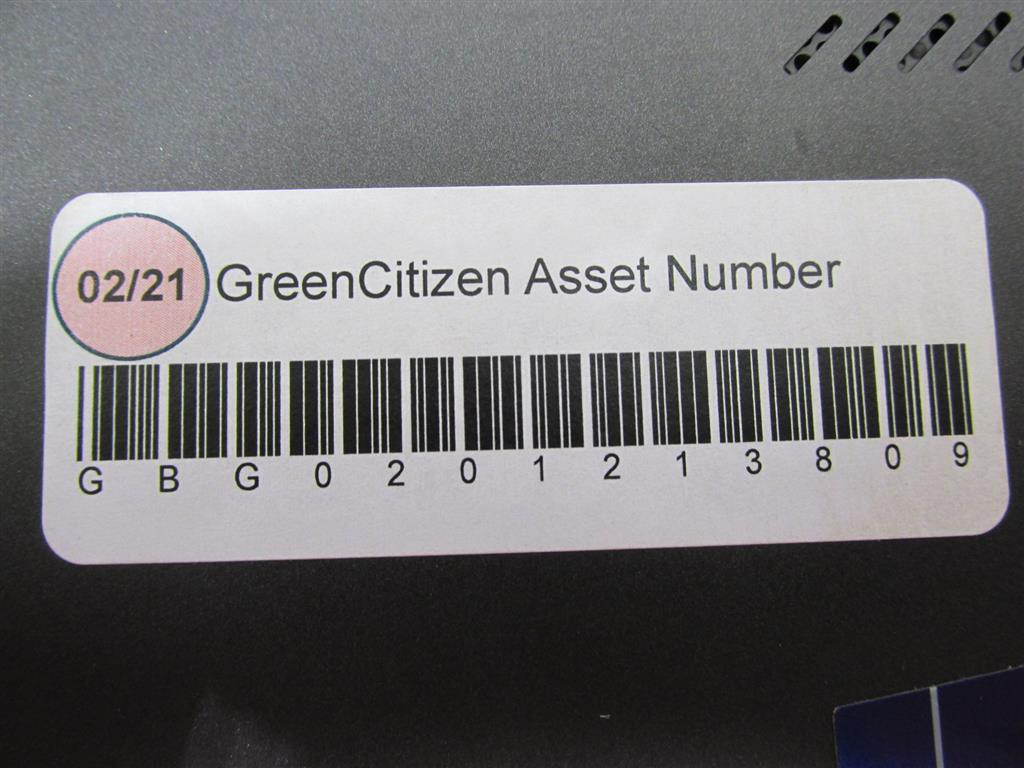 02/21 GreenCitizen Asset Number
G B G 0 2 0 1 2 1 3 8 0 9